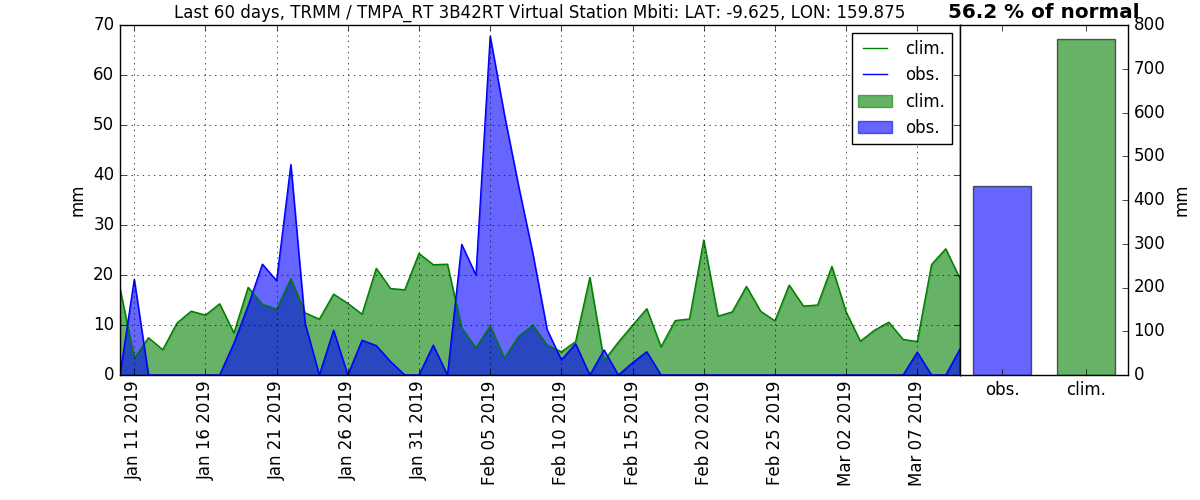 Last 60 days, TRMM / TMPA_RT 3B42RT Virtual Station Mbiti: LAT: -9.625, LON: 159.875
56.2 % of normal
70
60
50
40
30
20
10
0
mm
clim.
obs.
clim.
obs.
800
700
600
500
400
300
200
100
0
mm
Jan 11 2019
Jan 16 2019
Jan 21 2019
Jan 26 2019
Jan 31 2019
Feb 05 2019
Feb 10 2019
Feb 15 2019
Feb 20 2019
Feb 25 2019
Mar 02 2019
Mar 07 2019
obs.
clim.